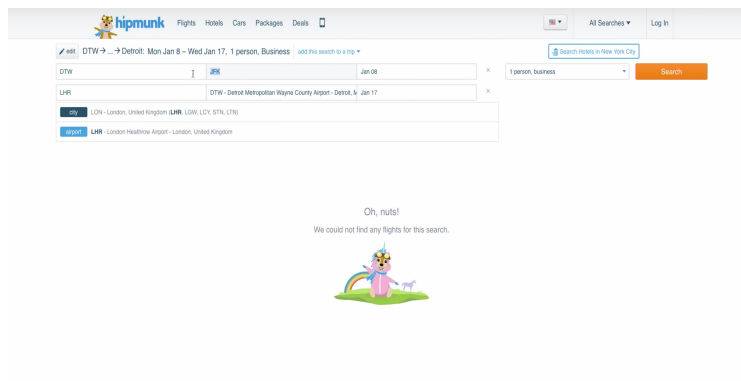 hipmunk Flights Hotels Cars Packages Deals All Searches ▾ Log In
edit DTW → ... → Detroit: Mon Jan 8 – Wed Jan 17, 1 person, Business add this search to a trip ▾ Search Hotels in New York City
DTW JFK Jan 08 × 1 person, business Search
LHR DTW - Detroit Metropolitan Wayne County Airport - Detroit, M Jan 17 ×
city LON - London, United Kingdom (LHR, LGW, LCY, STN, LTN)
airport LHR - London Heathrow Airport - London, United Kingdom
Oh, nuts!
We could not find any flights for this search.